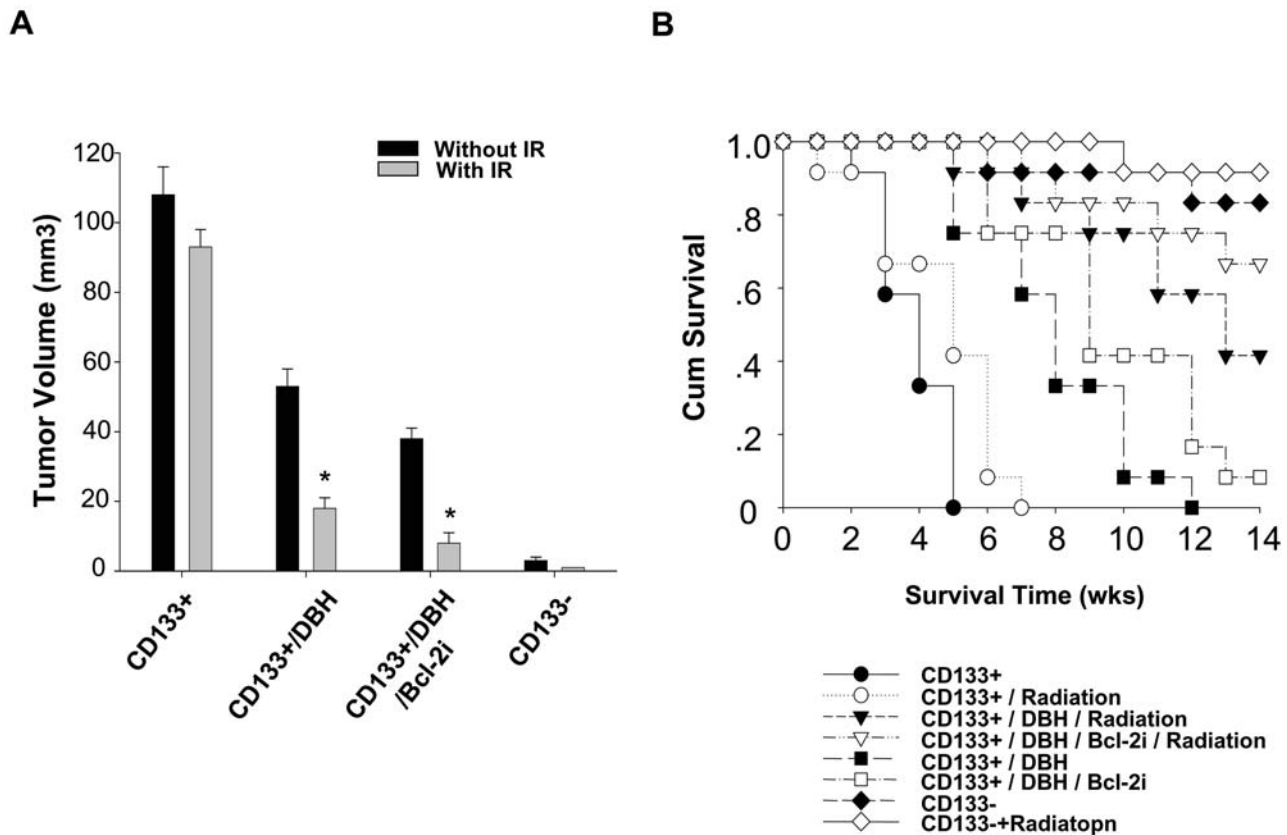 A
B
Without IR
With IR
120
100
80
60
40
20
0
Tumor Volume (mm3)
*
*
CD133+
CD133+/DBH
CD133+/DBH
/Bcl-2i
CD133-
1.0
.8
.6
.4
.2
0
Cum Survival
0 2 4 6 8 10 12 14
Survival Time (wks)
CD133+
CD133+ / Radiation
CD133+ / DBH / Radiation
CD133+ / DBH / Bcl-2i / Radiation
CD133+ / DBH
CD133+ / DBH / Bcl-2i
CD133-
CD133-+Radiatopn